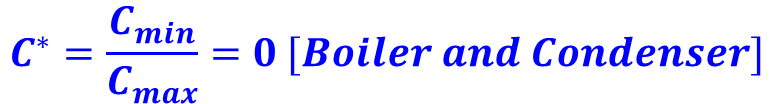 C* = C_min / C_max = 0 [Boiler and Condenser]